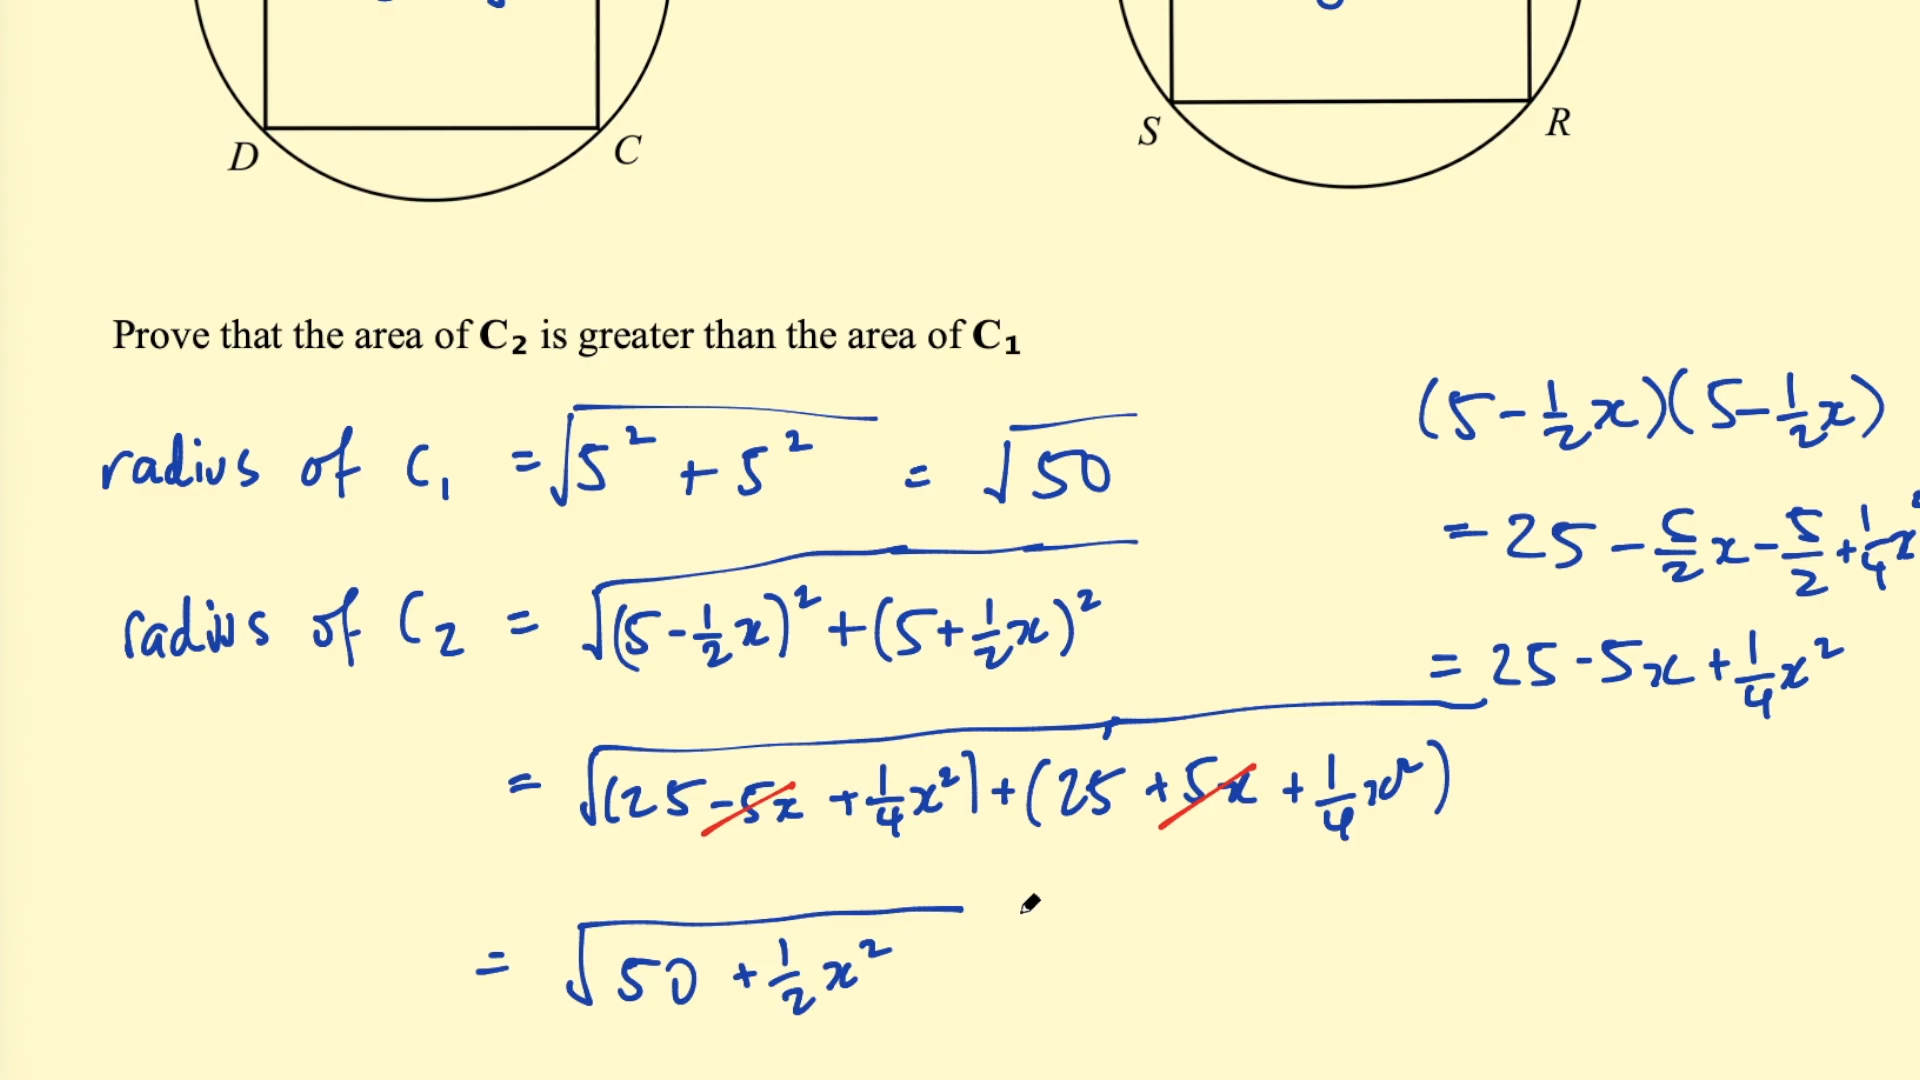 D C S R
Prove that the area of C₂ is greater than the area of C₁
radius of C₁ = √(5² + 5²) = √50
radius of C₂ = √((5-½x)² + (5+½x)²)
= √((25-5x + ¼x²) + (25 + 5x + ¼x²))
= √(50 + ½x²)
(5-½x)(5-½x)
= 25 - 5/2 x - 5/2 + ¼x
= 25 - 5x + ¼x²